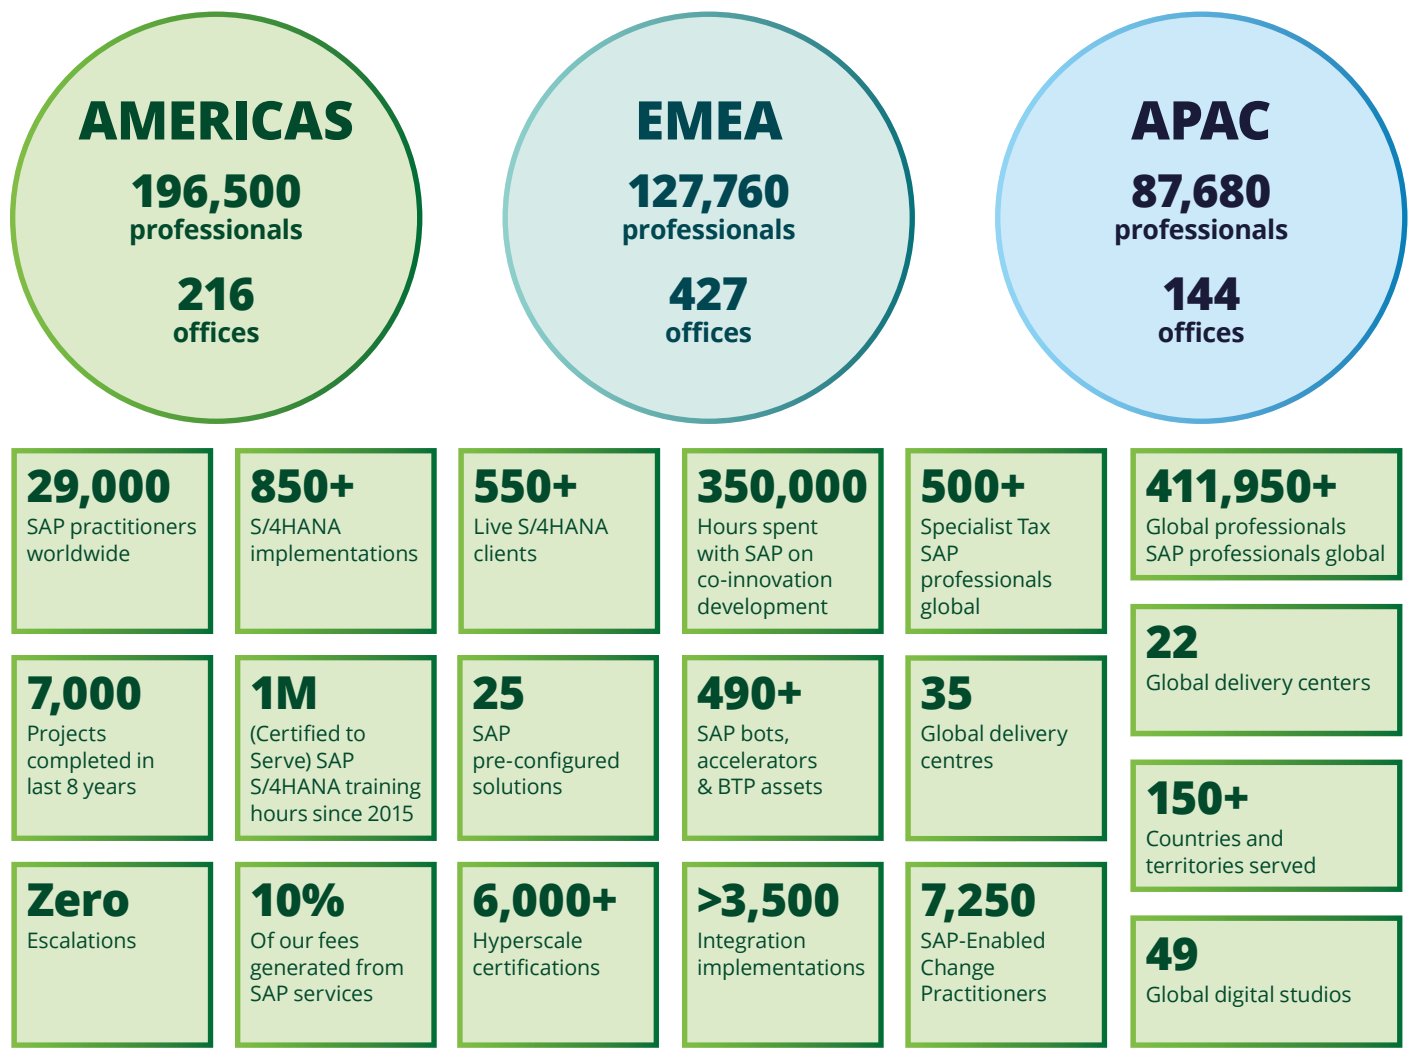 AMERICAS
196,500
professionals
216
offices
EMEA
127,760
professionals
427
offices
APAC
87,680
professionals
144
offices
29,000
SAP practitioners
worldwide
850+
S/4HANA
implementations
550+
Live S/4HANA
clients
350,000
Hours spent
with SAP on
co-innovation
development
500+
Specialist Tax
SAP
professionals
global
411,950+
Global professionals
SAP professionals global
22
Global delivery centers
7,000
Projects
completed in
last 8 years
1M
(Certified to
Serve) SAP
S/4HANA training
hours since 2015
25
SAP
pre-configured
solutions
490+
SAP bots,
accelerators
& BTP assets
35
Global delivery
centres
150+
Countries and
territories served
Zero
Escalations
10%
Of our fees
generated from
SAP services
6,000+
Hyperscale
certifications
>3,500
Integration
implementations
7,250
SAP-Enabled
Change
Practitioners
49
Global digital studios